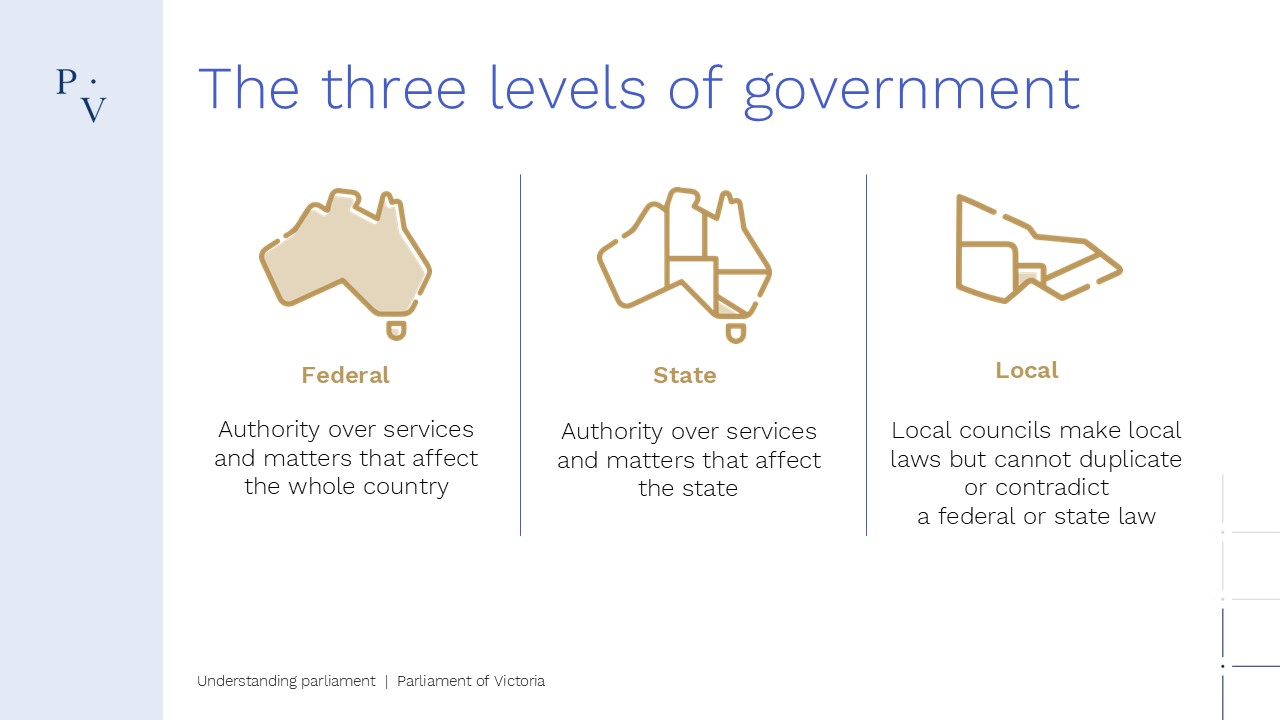 P ·
V
The three levels of government
Federal
Authority over services
and matters that affect
the whole country
State
Authority over services
and matters that affect
the state
Local
Local councils make local
laws but cannot duplicate
or contradict
a federal or state law
Understanding parliament | Parliament of Victoria